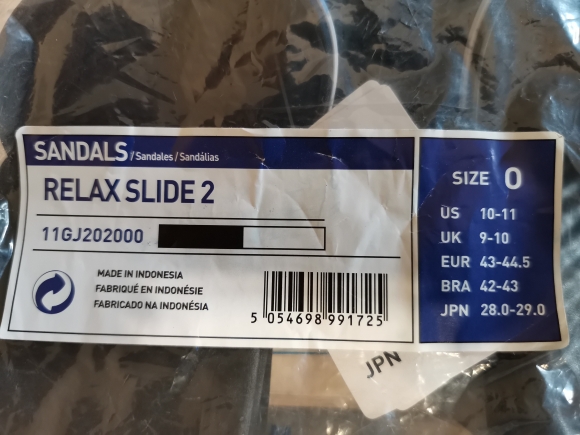 SANDALS / Sandales / Sandálias
RELAX SLIDE 2
11GJ202000
MADE IN INDONESIA
FABRIQUÉ EN INDONÉSIE
FABRICADO NA INDONÉSIA
5 054698 991725
SIZE 0
US 10-11
UK 9-10
EUR 43-44.5
BRA 42-43
JPN 28.0-29.0
JPN